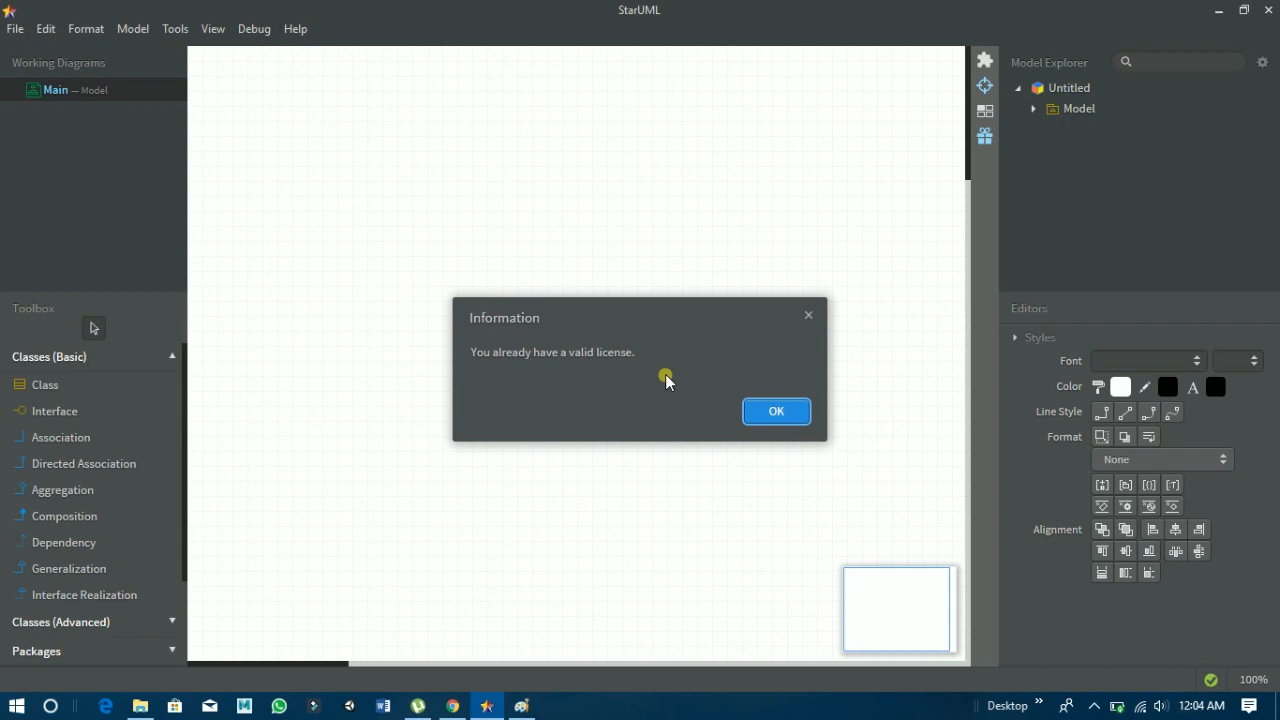 StarUML
File Edit Format Model Tools View Debug Help
Working Diagrams
Main — Model
Toolbox
Classes (Basic)
Class
Interface
Association
Directed Association
Aggregation
Composition
Dependency
Generalization
Interface Realization
Classes (Advanced)
Packages
Information
You already have a valid license.
OK
Model Explorer
Untitled
Model
Editors
Styles
Font
Color
A
Line Style
Format
None
Alignment
100%
Desktop
12:04 AM